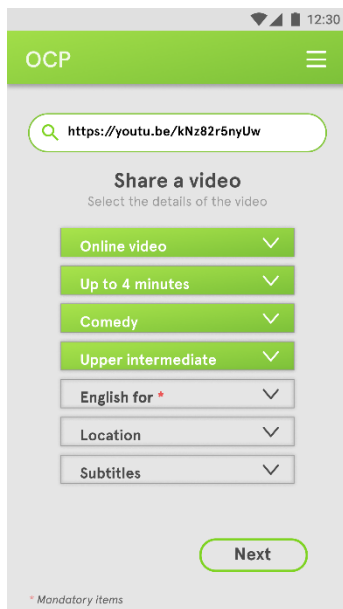 12:30
OCP
https://youtu.be/kNz82r5nyUw
Share a video
Select the details of the video
Online video
Up to 4 minutes
Comedy
Upper intermediate
English for *
Location
Subtitles
Next
* Mandatory items